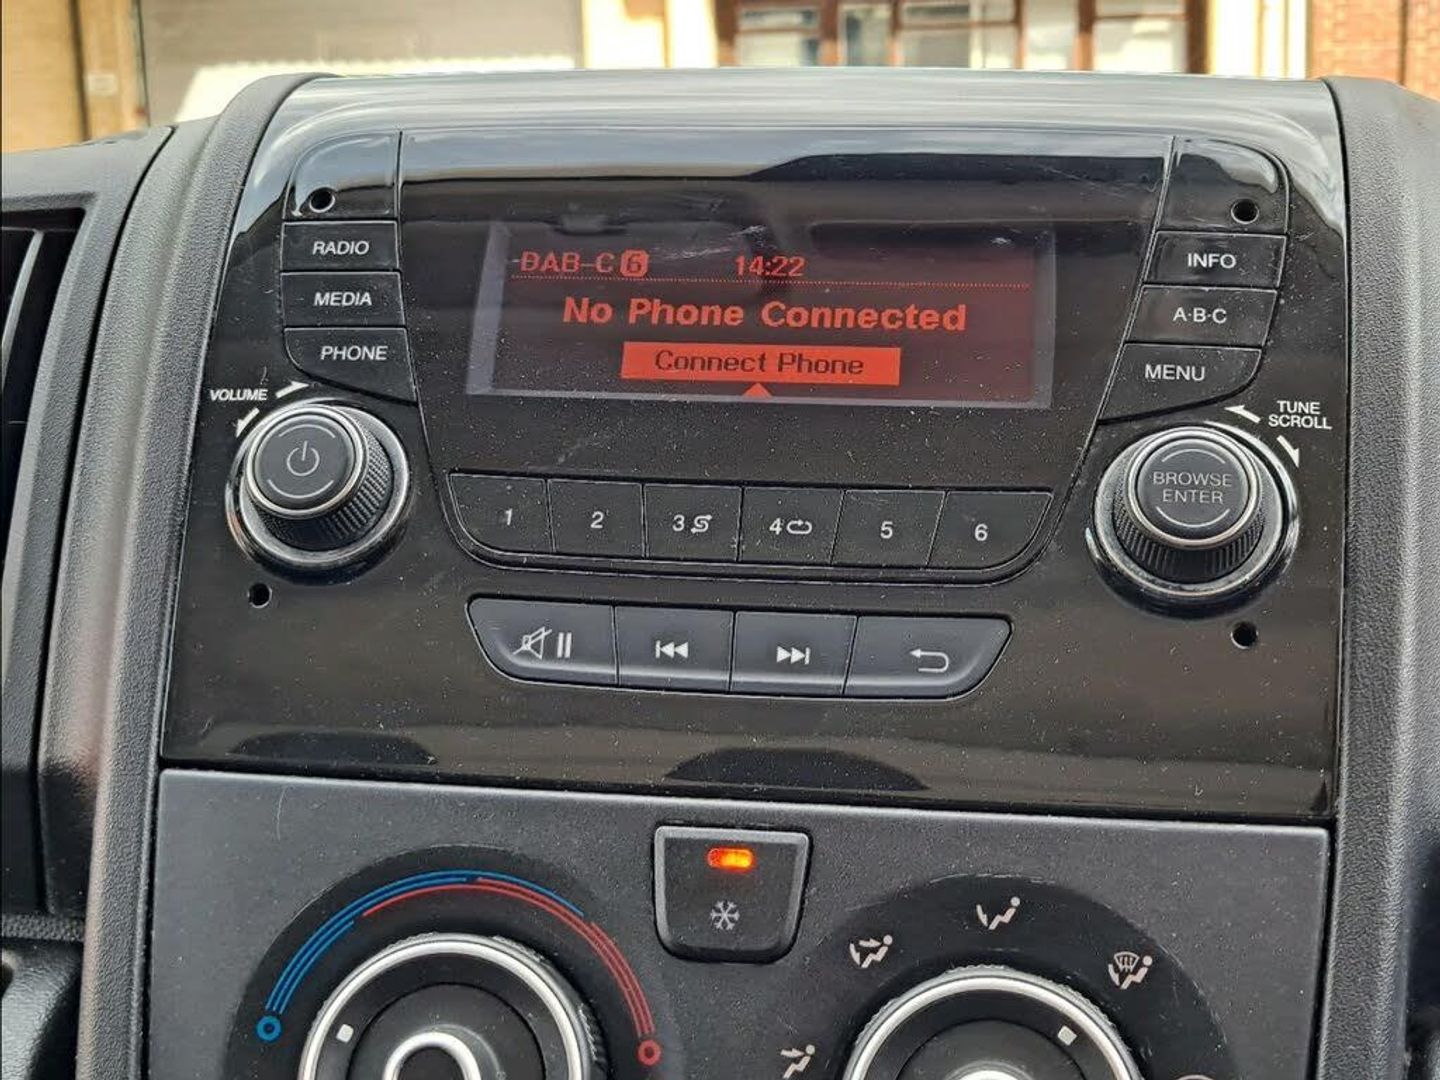 DAB-C 6 14:22
No Phone Connected
Connect Phone
RADIO
MEDIA
PHONE
INFO
A·B·C
MENU
VOLUME
TUNE
SCROLL
BROWSE
ENTER
1 2 3 4 5 6